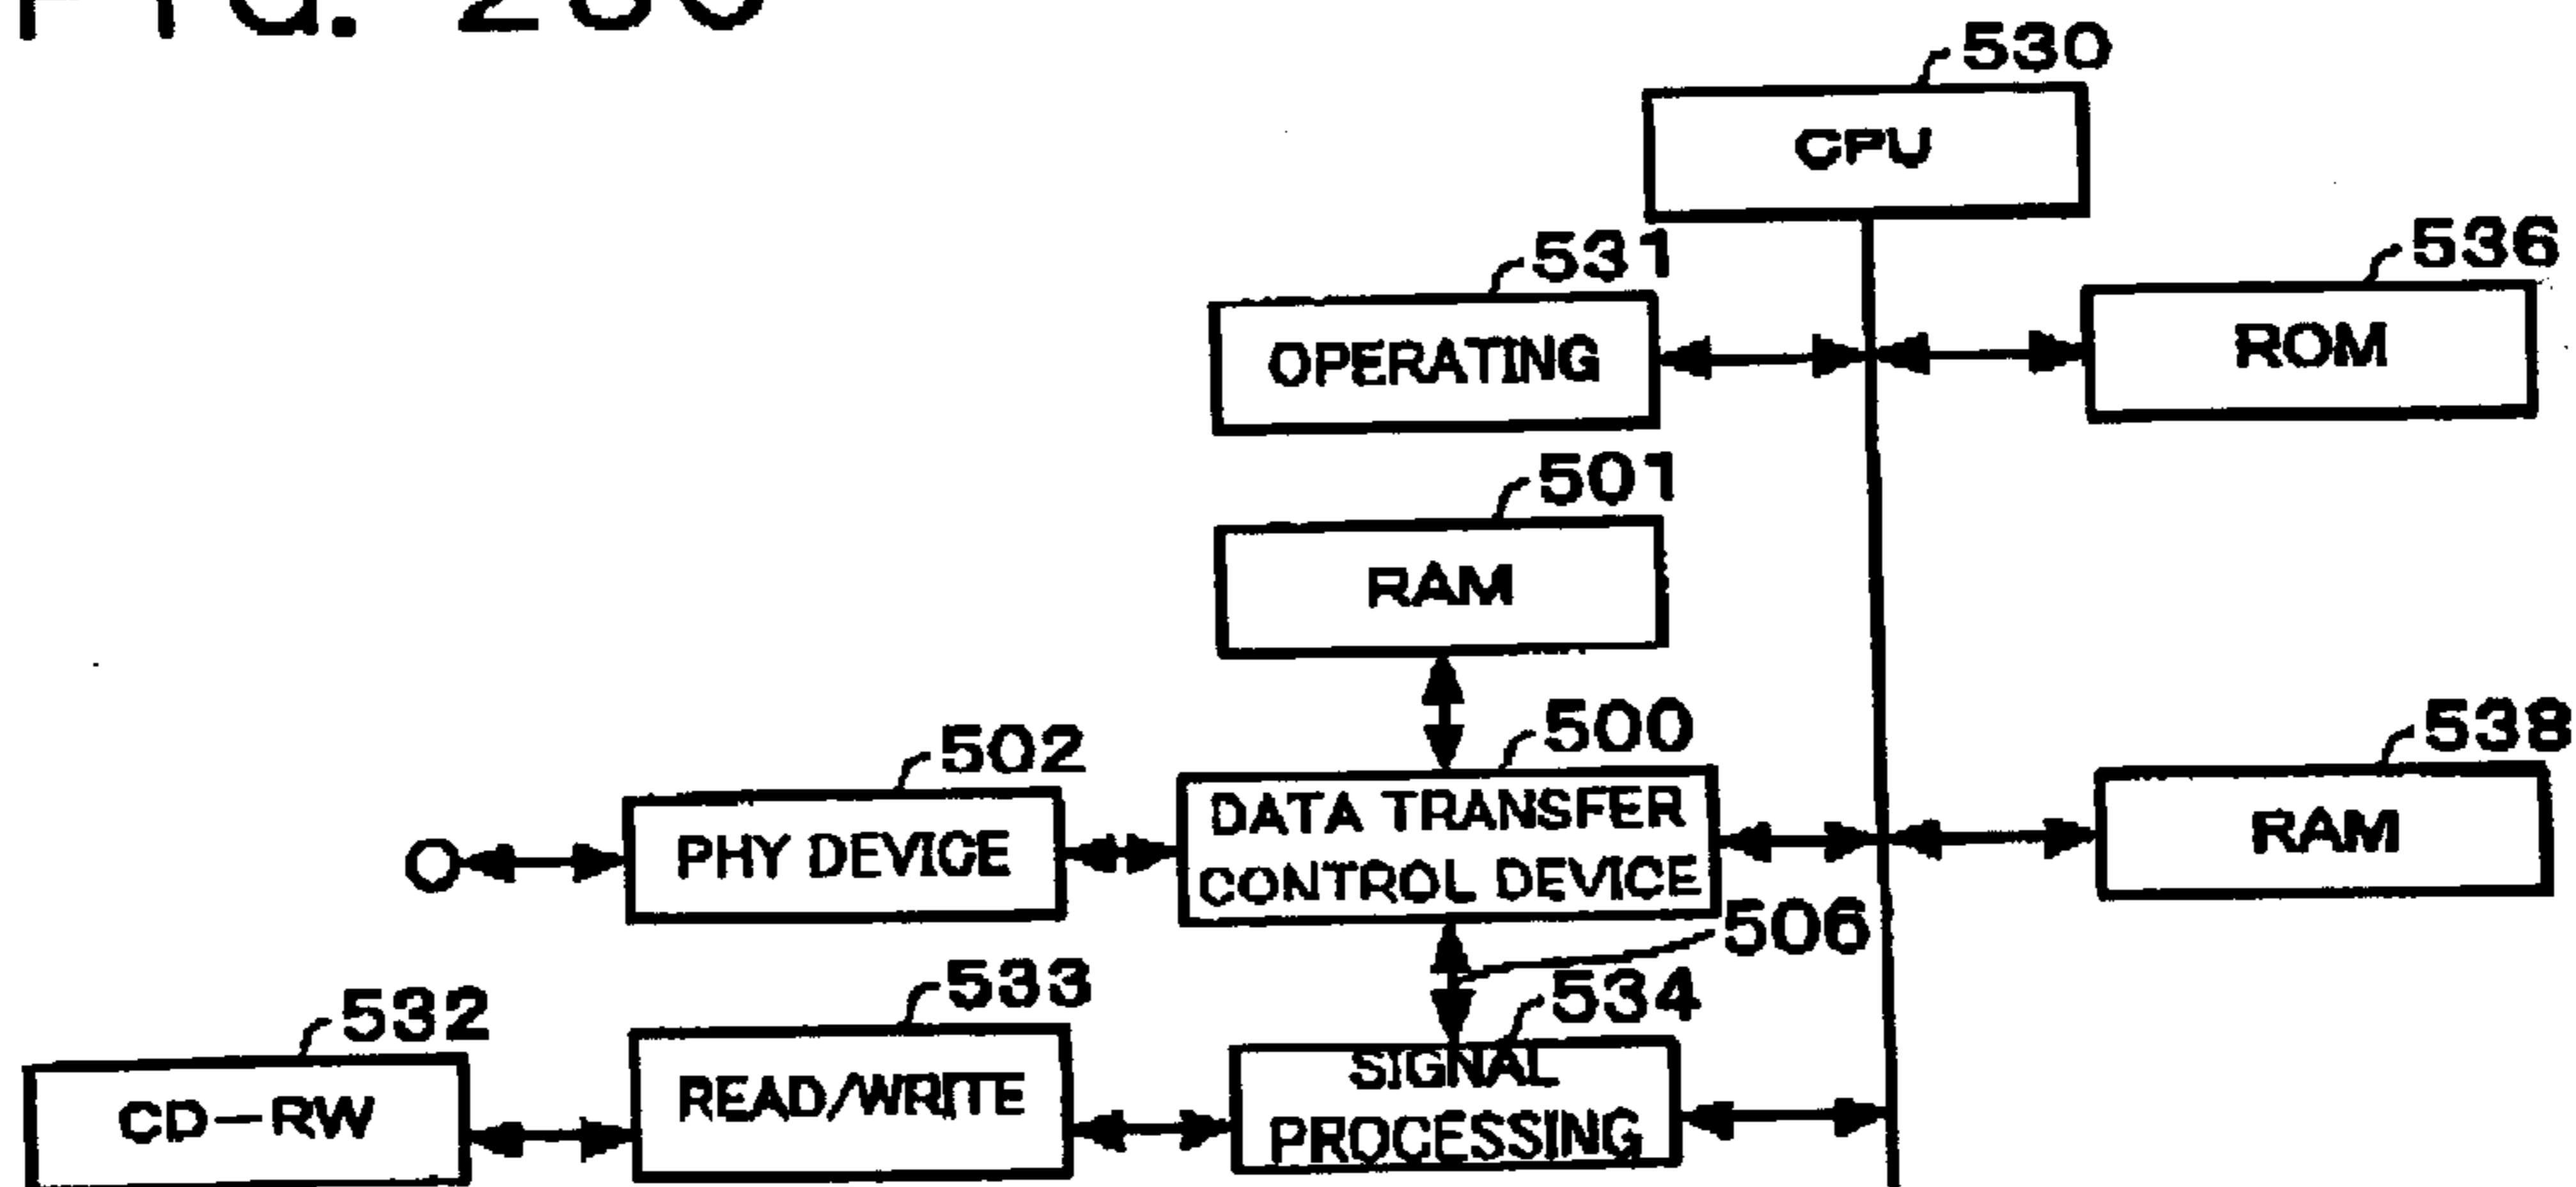 530
CPU
531
536
OPERATING
ROM
501
RAM
502
500
538
PHY DEVICE
DATA TRANSFER
CONTROL DEVICE
RAM
506
532
533
534
CD-RW
READ/WRITE
SIGNAL
PROCESSING